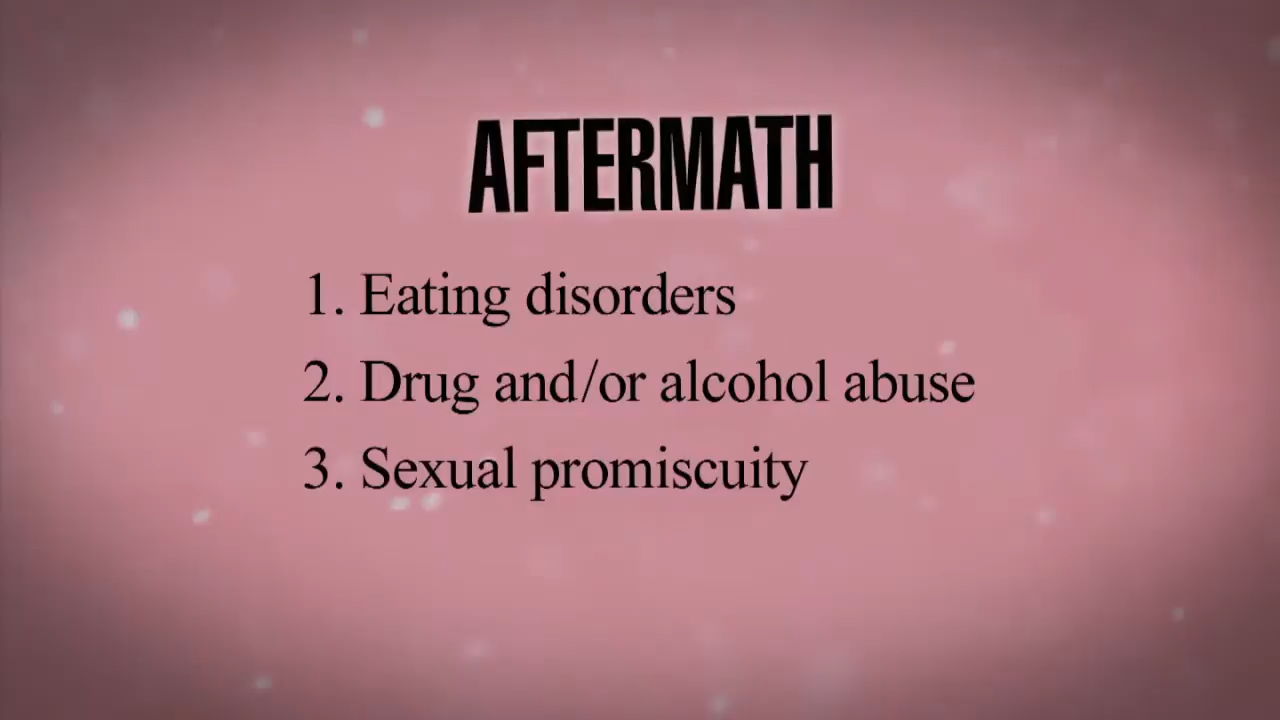 AFTERMATH
1. Eating disorders
2. Drug and/or alcohol abuse
3. Sexual promiscuity